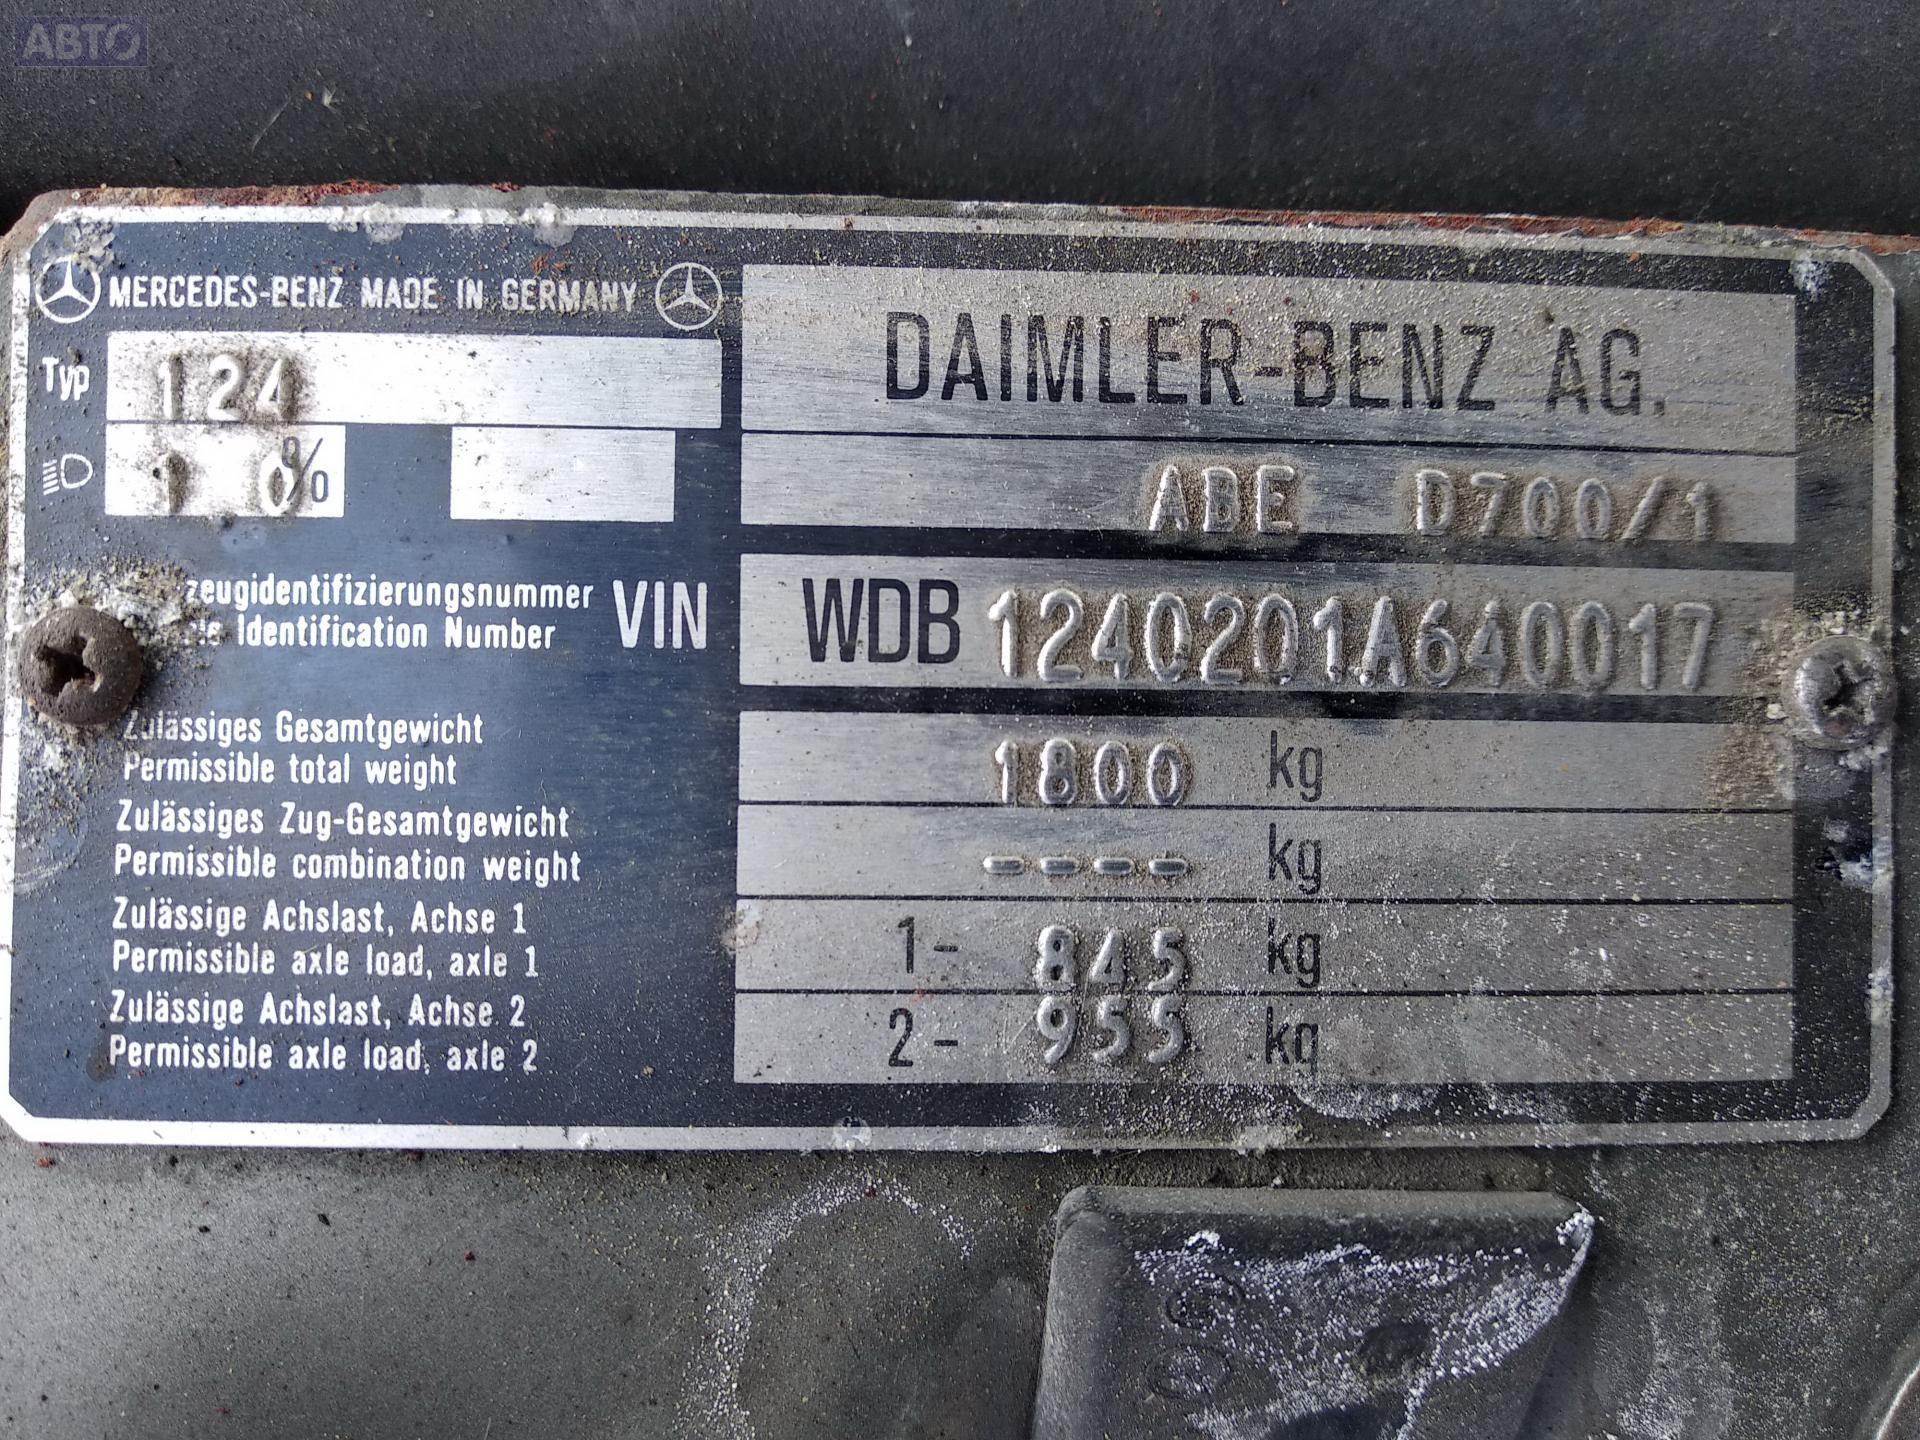 АВТО
MERCEDES-BENZ MADE IN GERMANY
DAIMLER-BENZ AG.
Typ 124
10%
ABE D700/1
zeugidentifizierungsnummer
Identification Number
VIN
WDB 1240201A640017
Zulässiges Gesamtgewicht
Permissible total weight
1800 kg
Zulässiges Zug-Gesamtgewicht
Permissible combination weight
---- kg
Zulässige Achslast, Achse 1
Permissible axle load, axle 1
1- 845 kg
Zulässige Achslast, Achse 2
Permissible axle load, axle 2
2- 955 kg